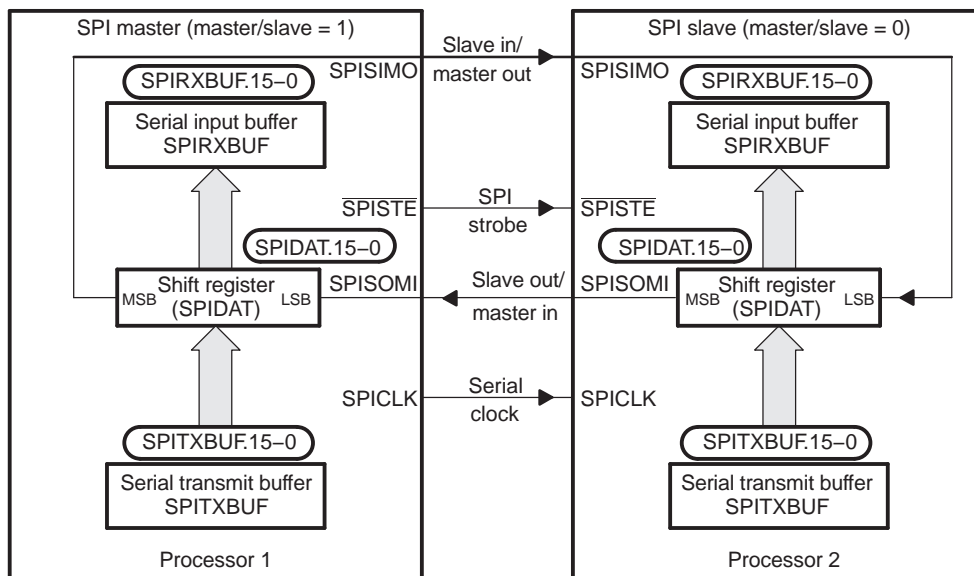 SPI master (master/slave = 1)
Slave in/
master out
SPI slave (master/slave = 0)
SPISIMO
SPISIMO
SPIRXBUF.15–0
Serial input buffer
SPIRXBUF
SPIRXBUF.15–0
Serial input buffer
SPIRXBUF
SPISTE
SPI
strobe
SPISTE
SPIDAT.15–0
SPIDAT.15–0
MSB
Shift register
(SPIDAT)
LSB
SPISOMI
Slave out/
master in
SPISOMI
MSB
Shift register
(SPIDAT)
LSB
SPICLK
Serial
clock
SPICLK
SPITXBUF.15–0
Serial transmit buffer
SPITXBUF
SPITXBUF.15–0
Serial transmit buffer
SPITXBUF
Processor 1
Processor 2